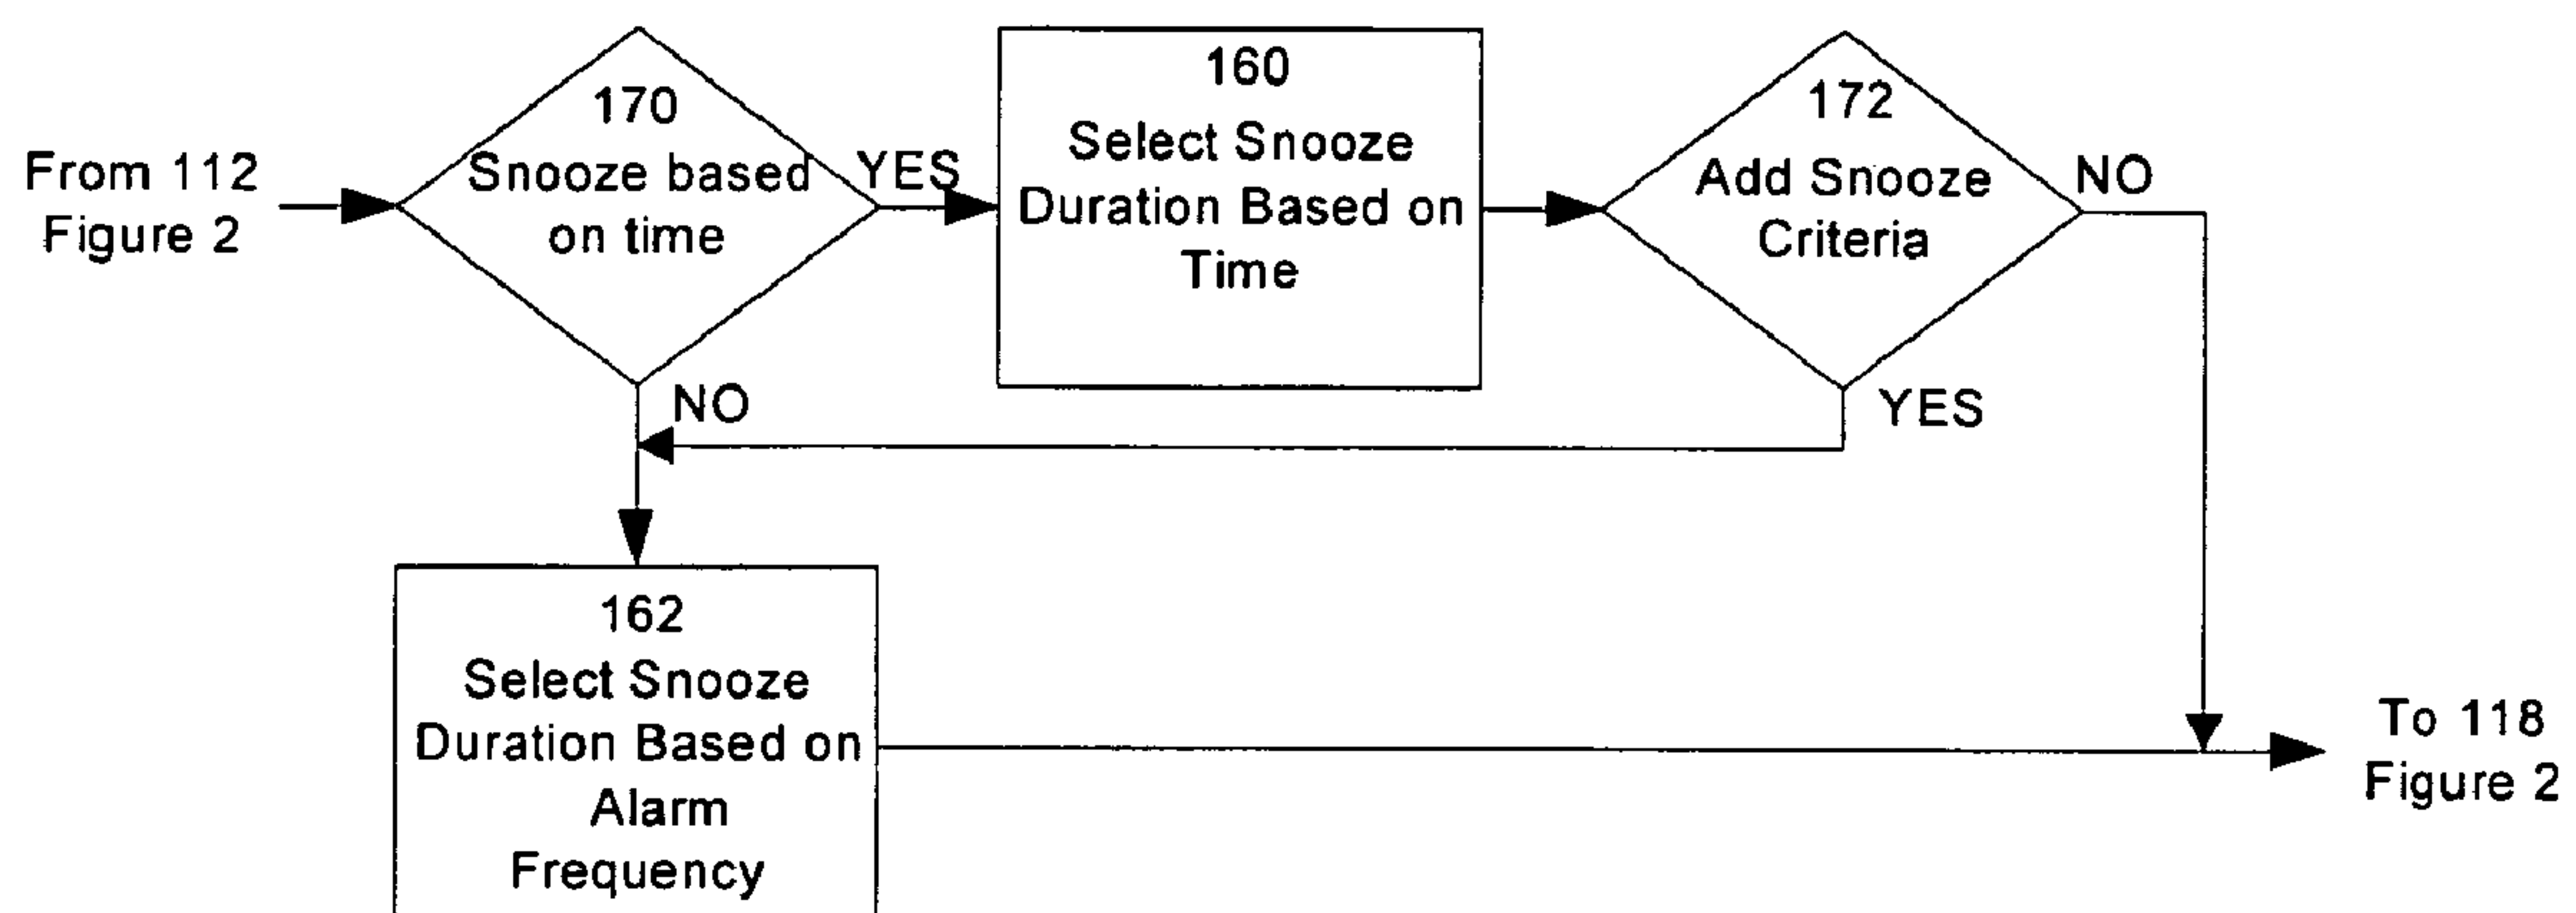 From 112
Figure 2
170
Snooze based
on time
YES
160
Select Snooze
Duration Based on
Time
172
Add Snooze
Criteria
NO
NO
YES
162
Select Snooze
Duration Based on
Alarm
Frequency
To 118
Figure 2